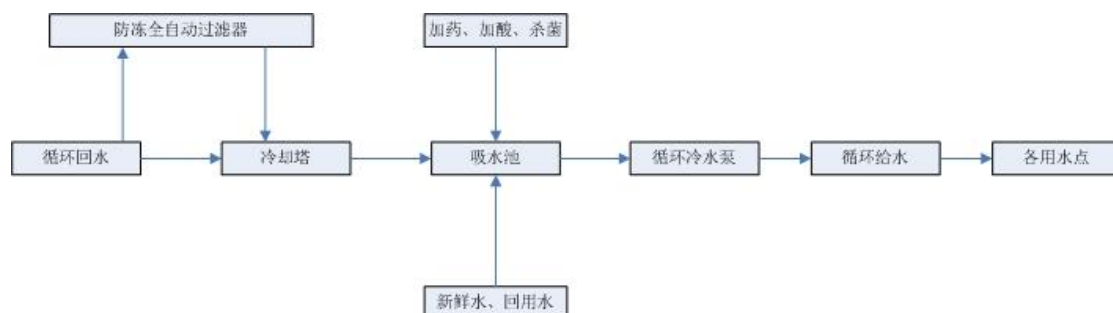 防冻全自动过滤器
加药、加酸、杀菌
循环回水
冷却塔
吸水池
循环冷水泵
循环给水
各用水点
新鲜水、回用水